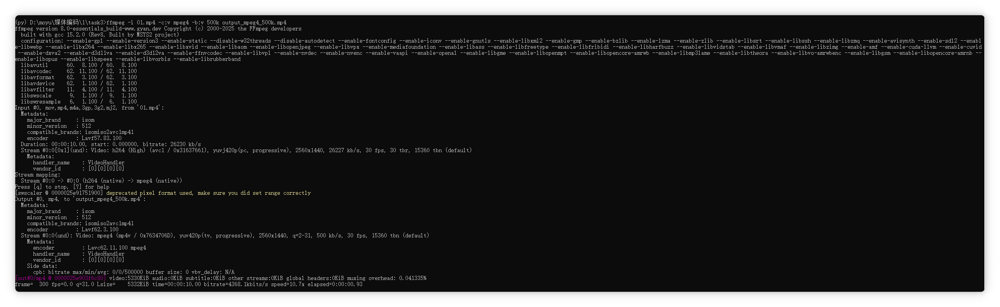 (py) D:\moyu\媒体编码\1\task3>ffmpeg -i 01.mp4 -c:v mpeg4 -b:v 500k output_mpeg4_500k.mp4
ffmpeg version 8.0-essentials_build-www.gyan.dev Copyright (c) 2000-2025 the FFmpeg developers
  built with gcc 15.2.0 (Rev8, Built by MSYS2 project)
  configuration: --enable-gpl --enable-version3 --enable-static --disable-w32threads --disable-autodetect --enable-fontconfig --enable-iconv --enable-gnutls --enable-libxml2 --enable-gmp --enable-bzlib --enable-lzma --enable-zlib --enable-libsrt --enable-libssh --enable-libzmq --enable-avisynth --enable-sdl2 --enabl
e-libwebp --enable-libx264 --enable-libx265 --enable-libxvid --enable-libaom --enable-libopenjpeg --enable-libvpx --enable-mediafoundation --enable-libass --enable-libfreetype --enable-libfribidi --enable-libharfbuzz --enable-libvidstab --enable-libvmaf --enable-libzimg --enable-amf --enable-cuda-llvm --enable-cuvid
 --enable-dxva2 --enable-d3d11va --enable-d3d12va --enable-ffnvcodec --enable-libvpl --enable-nvdec --enable-nvenc --enable-vaapi --enable-openal --enable-libgme --enable-libopenmpt --enable-libopencore-amrwb --enable-libmp3lame --enable-libtheora --enable-libvo-amrwbenc --enable-libgsm --enable-libopencore-amrnb --
enable-libopus --enable-libspeex --enable-libvorbis --enable-librubberband
  libavutil      60.  8.100 / 60.  8.100
  libavcodec     62. 11.100 / 62. 11.100
  libavformat    62.  3.100 / 62.  3.100
  libavdevice    62.  1.100 / 62.  1.100
  libavfilter    11.  4.100 / 11.  4.100
  libswscale      9.  1.100 /  9.  1.100
  libswresample   6.  1.100 /  6.  1.100
Input #0, mov,mp4,m4a,3gp,3g2,mj2, from '01.mp4':
  Metadata:
    major_brand     : isom
    minor_version   : 512
    compatible_brands: isomiso2avc1mp41
    encoder         : Lavf57.83.100
  Duration: 00:00:10.00, start: 0.000000, bitrate: 26230 kb/s
  Stream #0:0[0x1](und): Video: h264 (High) (avc1 / 0x31637661), yuvj420p(pc, progressive), 2560x1440, 26227 kb/s, 30 fps, 30 tbr, 15360 tbn (default)
    Metadata:
      handler_name    : VideoHandler
      vendor_id       : [0][0][0][0]
Stream mapping:
  Stream #0:0 -> #0:0 (h264 (native) -> mpeg4 (native))
Press [q] to stop, [?] for help
[swscaler @ 0000025e91751900] deprecated pixel format used, make sure you did set range correctly
Output #0, mp4, to 'output_mpeg4_500k.mp4':
  Metadata:
    major_brand     : isom
    minor_version   : 512
    compatible_brands: isomiso2avc1mp41
    encoder         : Lavf62.3.100
  Stream #0:0(und): Video: mpeg4 (mp4v / 0x7634706D), yuv420p(tv, progressive), 2560x1440, q=2-31, 500 kb/s, 30 fps, 15360 tbn (default)
    Metadata:
      encoder         : Lavc62.11.100 mpeg4
      handler_name    : VideoHandler
      vendor_id       : [0][0][0][0]
    Side data:
      cpb: bitrate max/min/avg: 0/0/500000 buffer size: 0 vbv_delay: N/A
[out#0/mp4 @ 0000025e903f6c80] video:5330KiB audio:0KiB subtitle:0KiB other streams:0KiB global headers:0KiB muxing overhead: 0.041335%
frame=  300 fps=0.0 q=31.0 Lsize=    5332KiB time=00:00:10.00 bitrate=4368.1kbits/s speed=10.7x elapsed=0:00:00.93